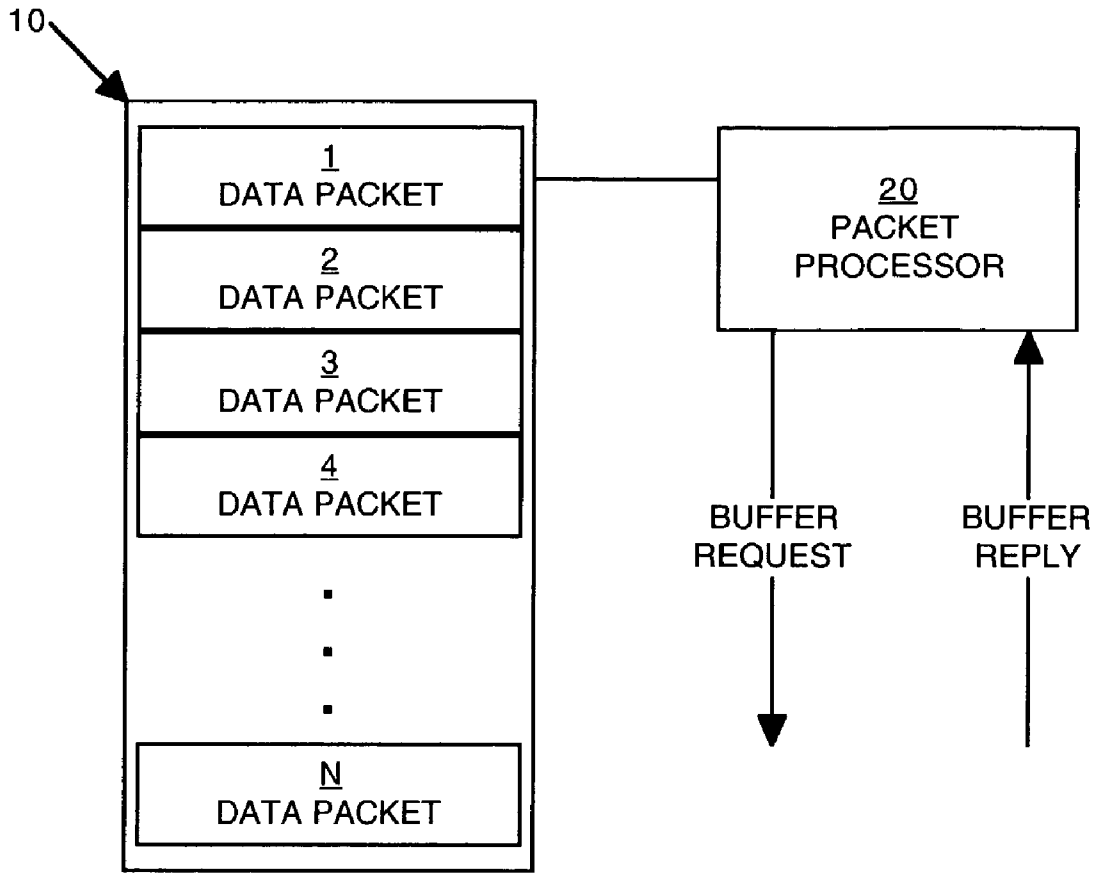 10
1
DATA PACKET
2
DATA PACKET
3
DATA PACKET
4
DATA PACKET
N
DATA PACKET
20
PACKET
PROCESSOR
BUFFER
REQUEST
BUFFER
REPLY